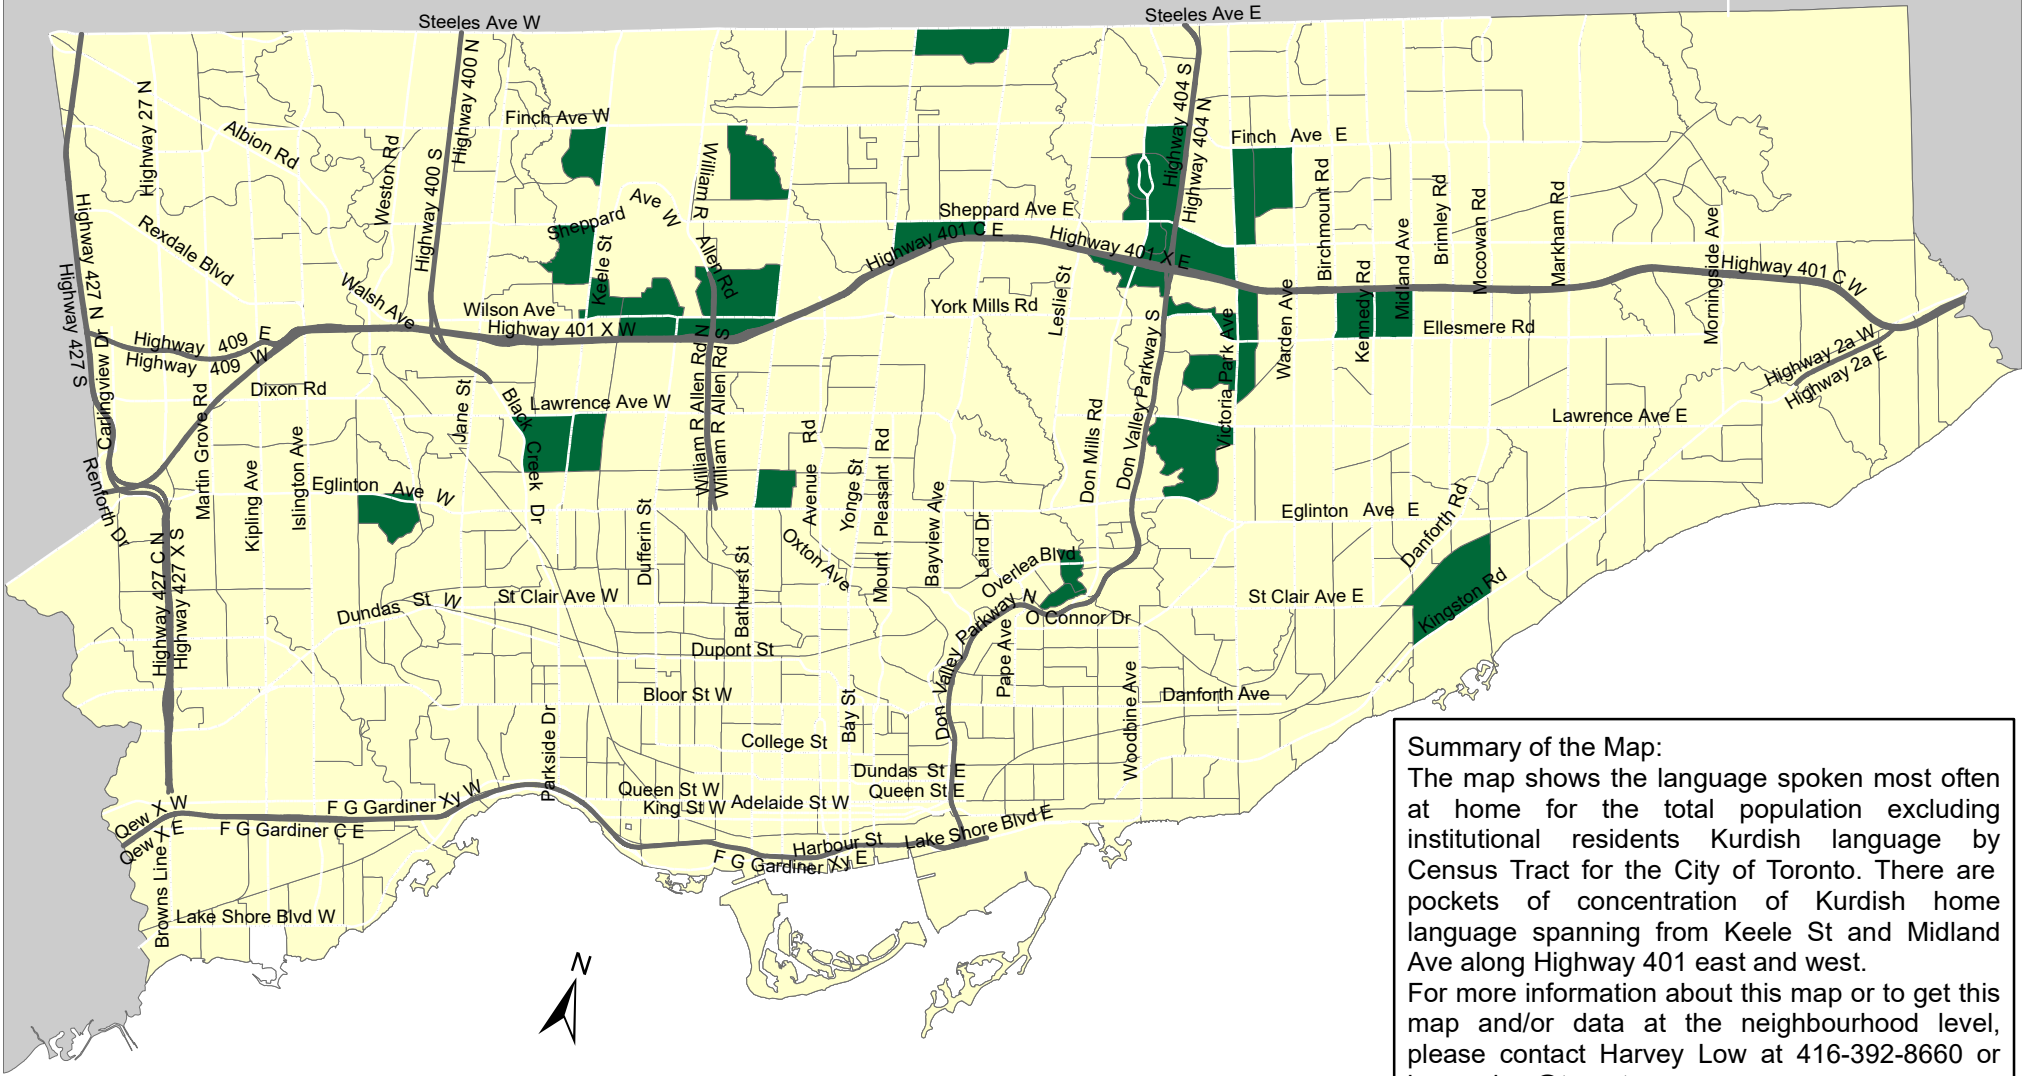 Steeles Ave W
Steeles Ave E
Highway 400 N
Highway 404 S
Highway 27 N
Finch Ave W
Highway 404 N
Finch Ave E
Albion Rd
Weston Rd
Highway 400 S
William R
Allen Rd
Sheppard Ave W
Sheppard Ave E
Birchmount Rd
Brimley Rd
Mccowan Rd
Markham Rd
Morningside Ave
Midland Ave
Highway 427 N
Rexdale Blvd
Keele St
Highway 401 C E
Highway 401 X E
Highway 401 C W
Highway 427 S
Walsh Ave
Wilson Ave
Highway 401 X W
York Mills Rd
Leslie St
Kennedy Rd
Warden Ave
Ellesmere Rd
Highway 409 E
Highway 409 W
Carlingview Dr
Dixon Rd
Martin Grove Rd
Jane St
Black Creek Dr
Lawrence Ave W
William R Allen Rd N
William R Allen Rd S
Don Valley Parkway S
Victoria Park Ave
Highway 2a W
Highway 2a E
Lawrence Ave E
Renforth Dr
Kipling Ave
Islington Ave
Eglinton Ave W
Avenue Rd
Yonge St
Mount Pleasant Rd
Don Mills Rd
Eglinton Ave E
Danforth Rd
Dufferin St
Bathurst St
Oxton Ave
Bayview Ave
Laird Dr
Overlea Blvd
Highway 427 C N
Highway 427 X S
Dundas St W
St Clair Ave W
St Clair Ave E
Kingston Rd
O Connor Dr
Don Valley Parkway N
Pape Ave
Dupont St
Bloor St W
Danforth Ave
Woodbine Ave
Parkside Dr
Bay St
College St
Dundas St E
Queen St E
Queen St W
King St W
Adelaide St W
Qew X W
Qew X E
F G Gardiner Xy W
F G Gardiner C E
Harbour St
Lake Shore Blvd E
F G Gardiner Xy E
Browns Line
Lake Shore Blvd W
N
Summary of the Map:
The map shows the language spoken most often
at home for the total population excluding
institutional residents Kurdish language by
Census Tract for the City of Toronto. There are
pockets of concentration of Kurdish home
language spanning from Keele St and Midland
Ave along Highway 401 east and west.
For more information about this map or to get this
map and/or data at the neighbourhood level,
please contact Harvey Low at 416-392-8660 or